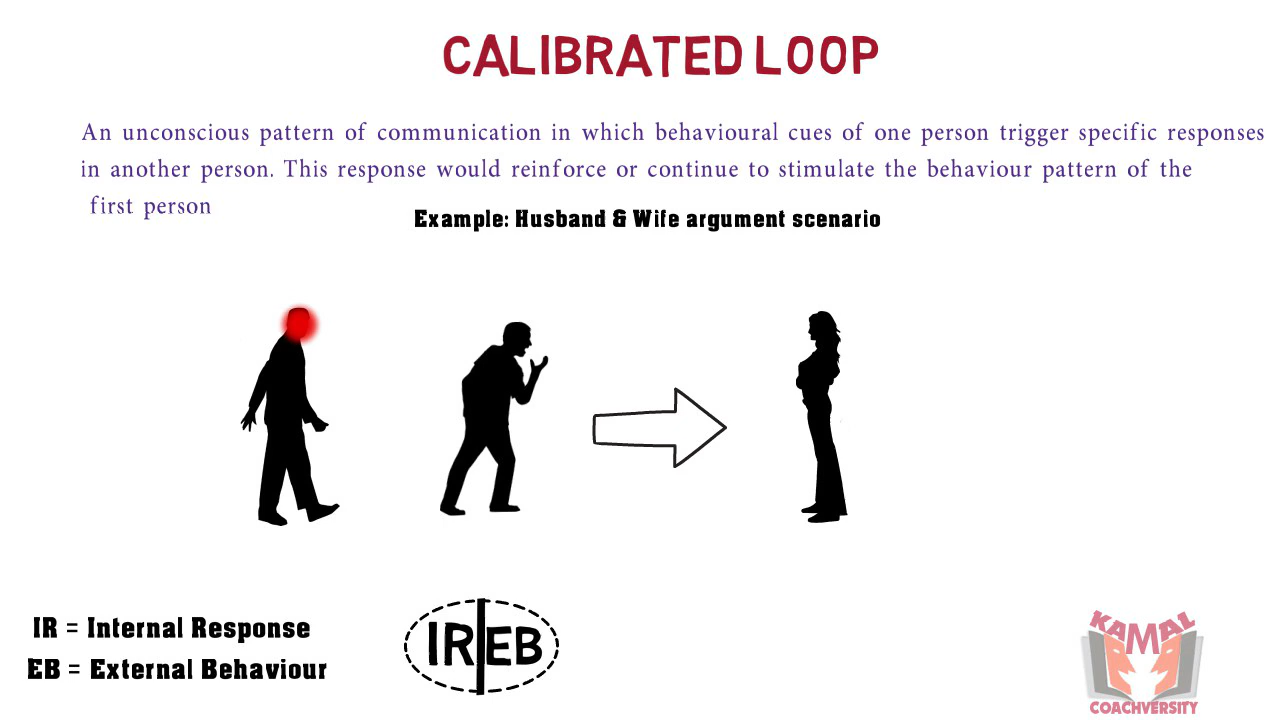 CALIBRATED LOOP
An unconscious pattern of communication in which behavioural cues of one person trigger specific responses
in another person. This response would reinforce or continue to stimulate the behaviour pattern of the
first person
Example: Husband & Wife argument scenario
IR = Internal Response
EB = External Behaviour
IR EB
KAMAL
COACHVERSITY